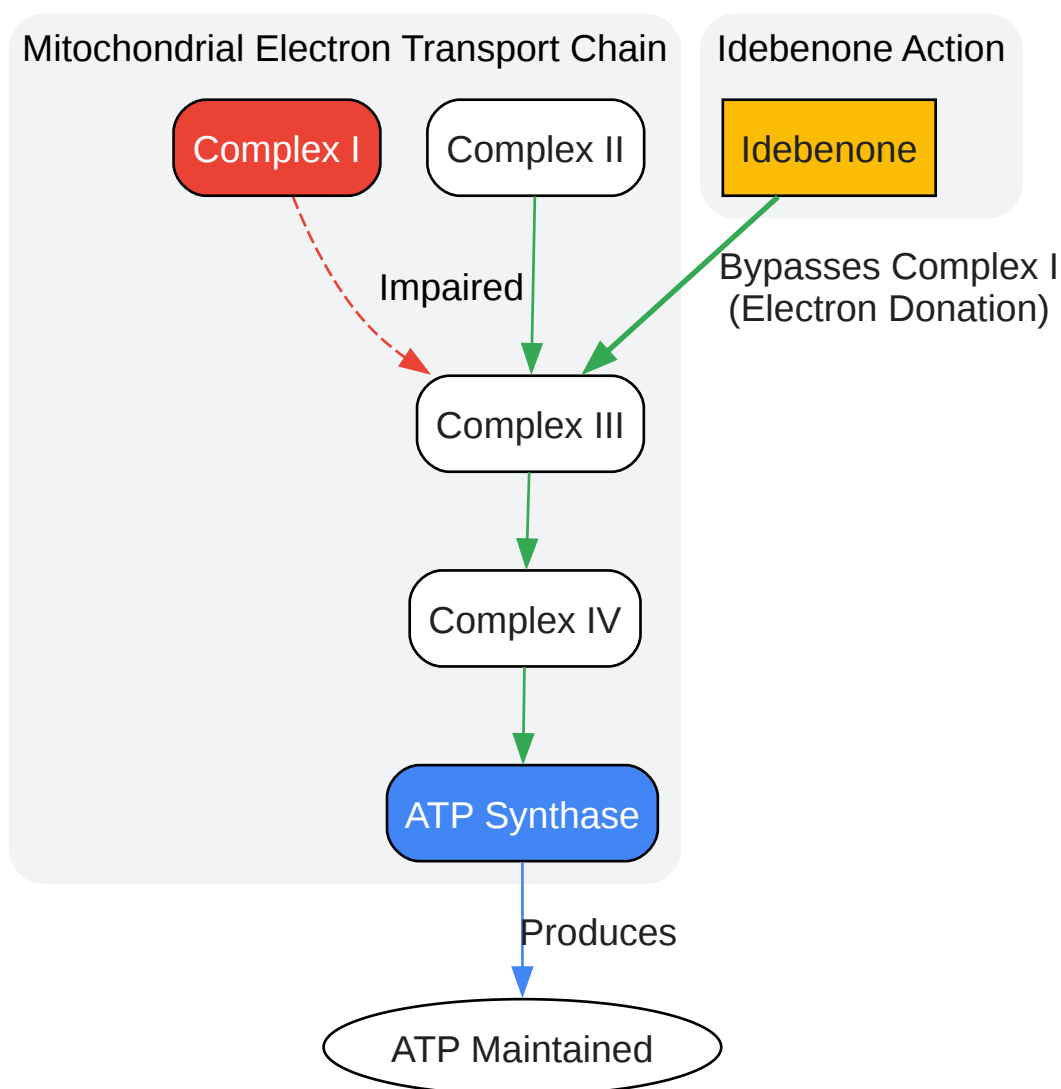 Mitochondrial Electron Transport Chain
Idebenone Action
Complex I
Complex II
Idebenone
Impaired
Bypasses Complex I
(Electron Donation)
Complex III
Complex IV
ATP Synthase
Produces
ATP Maintained